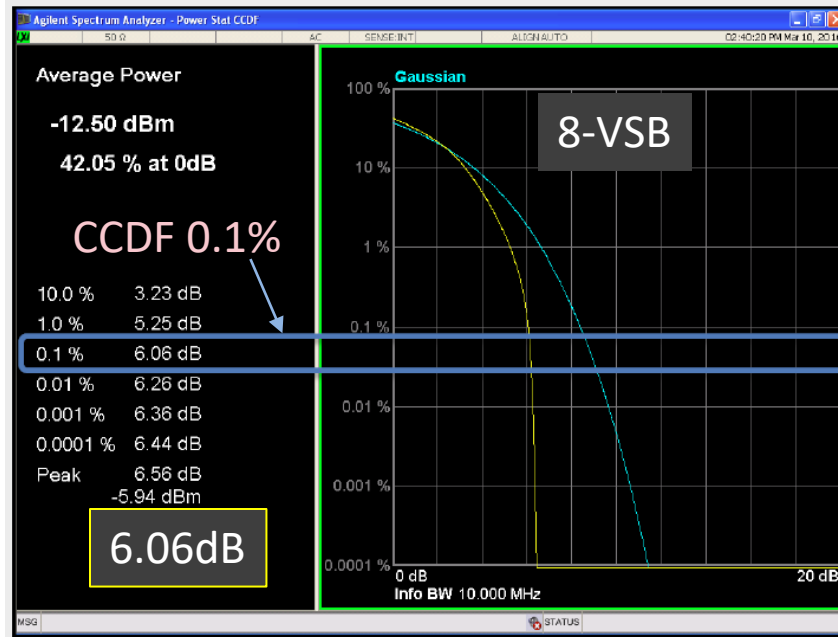 Agilent Spectrum Analyzer - Power Stat CCDF
50 Ω AC SENSE:INT ALIGN AUTO 02:40:20 PM Mar 10, 2016
Average Power
-12.50 dBm
42.05 % at 0dB
CCDF 0.1%
10.0 % 3.23 dB
1.0 % 5.25 dB
0.1 % 6.06 dB
0.01 % 6.26 dB
0.001 % 6.36 dB
0.0001 % 6.44 dB
Peak 6.56 dB
-5.94 dBm
6.06dB
Gaussian
8-VSB
100 %
10 %
1 %
0.1 %
0.01 %
0.001 %
0.0001 %
0 dB 20 dB
Info BW 10.000 MHz
MSG STATUS